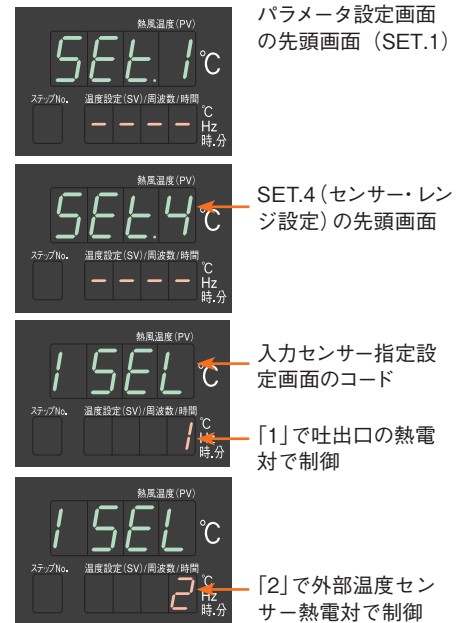 熱風温度(PV)
SEt.1 ℃
ステップNo. 温度設定(SV)/周波数/時間
---- ℃
Hz
時.分
パラメータ設定画面
の先頭画面（SET.1）
熱風温度(PV)
SEt.4 ℃
ステップNo. 温度設定(SV)/周波数/時間
---- ℃
Hz
時.分
SET.4（センサー・レン
ジ設定）の先頭画面
熱風温度(PV)
1 SEL ℃
ステップNo. 温度設定(SV)/周波数/時間
1 ℃
Hz
時.分
入力センサー指定設
定画面のコード
「1」で吐出口の熱電
対で制御
熱風温度(PV)
1 SEL ℃
ステップNo. 温度設定(SV)/周波数/時間
2 ℃
Hz
時.分
「2」で外部温度セン
サー熱電対で制御